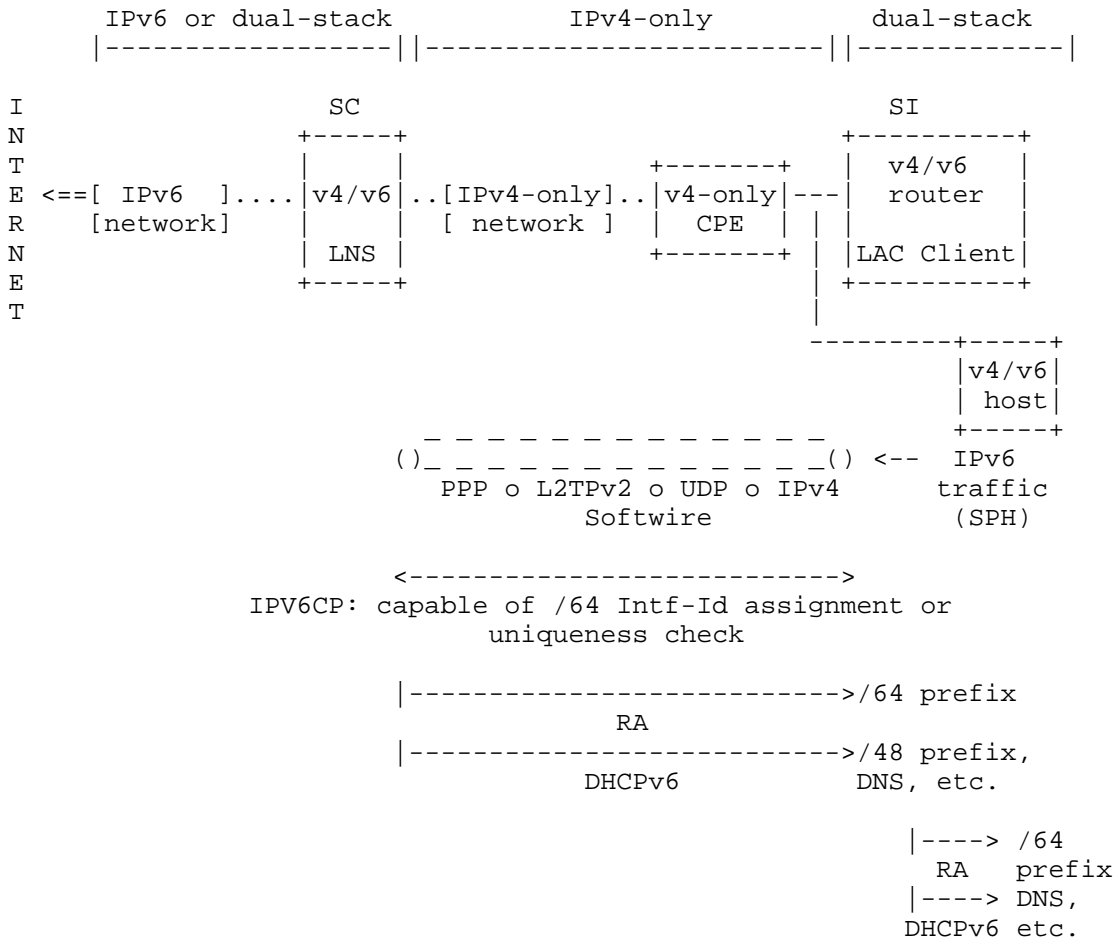 IPv6 or dual-stack IPv4-only dual-stack
|------------------||-------------------------||-------------|
I SC SI
N +-----+ +----------+
T | | +-------+ | v4/v6 |
E <==[ IPv6 ]....|v4/v6|..[IPv4-only]..|v4-only|---| router |
R [network] | | [ network ] | CPE | | | |
N | LNS | +-------+ | |LAC Client|
E +-----+ | +----------+
T |
---------+-----+
|v4/v6|
| host|
_ _ _ _ _ _ _ _ _ _ _ _ _ +-----+
()_ _ _ _ _ _ _ _ _ _ _ _ _() <-- IPv6
PPP o L2TPv2 o UDP o IPv4 traffic
Softwire (SPH)
<--------------------------->
IPV6CP: capable of /64 Intf-Id assignment or
uniqueness check
|--------------------------->/64 prefix
RA
|--------------------------->/48 prefix,
DHCPv6 DNS, etc.
|----> /64
RA prefix
|----> DNS,
DHCPv6 etc.